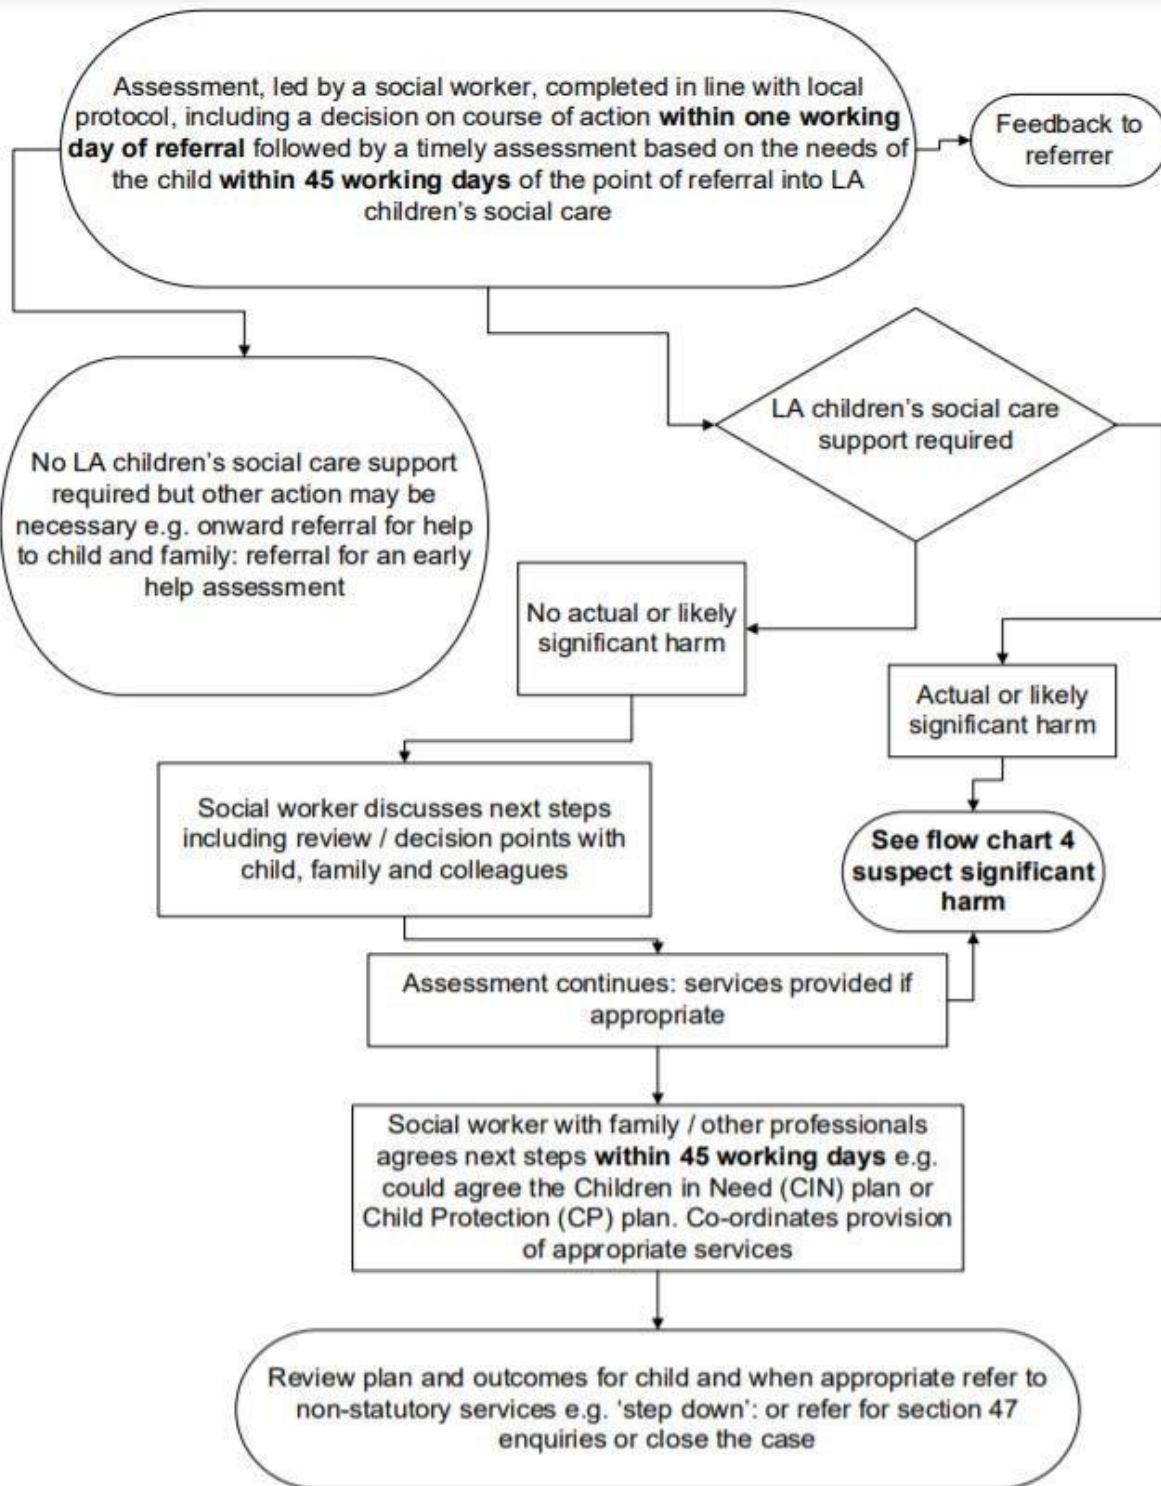 Assessment, led by a social worker, completed in line with local
protocol, including a decision on course of action within one working
day of referral followed by a timely assessment based on the needs of
the child within 45 working days of the point of referral into LA
children's social care
Feedback to
referrer
LA children's social care
support required
No LA children's social care support
required but other action may be
necessary e.g. onward referral for help
to child and family: referral for an early
help assessment
No actual or likely
significant harm
Actual or likely
significant harm
Social worker discusses next steps
including review / decision points with
child, family and colleagues
See flow chart 4
suspect significant
harm
Assessment continues: services provided if
appropriate
Social worker with family / other professionals
agrees next steps within 45 working days e.g.
could agree the Children in Need (CIN) plan or
Child Protection (CP) plan. Co-ordinates provision
of appropriate services
Review plan and outcomes for child and when appropriate refer to
non-statutory services e.g. 'step down': or refer for section 47
enquiries or close the case